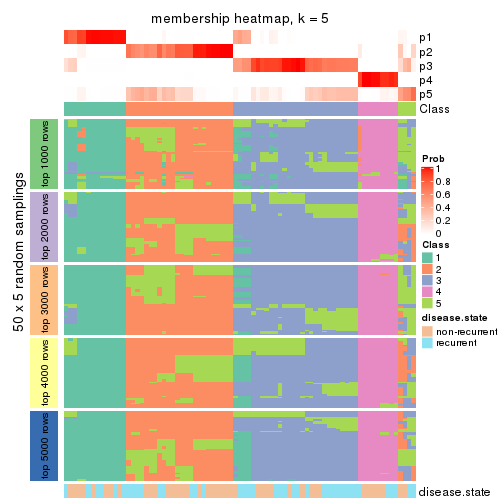 membership heatmap, k = 5
p1
p2
p3
p4
p5
Class
50 x 5 random samplings
top 1000 rows
top 2000 rows
top 3000 rows
top 4000 rows
top 5000 rows
disease.state
Prob
1
0.8
0.6
0.4
0.2
0
Class
1
2
3
4
5
disease.state
non-recurrent
recurrent